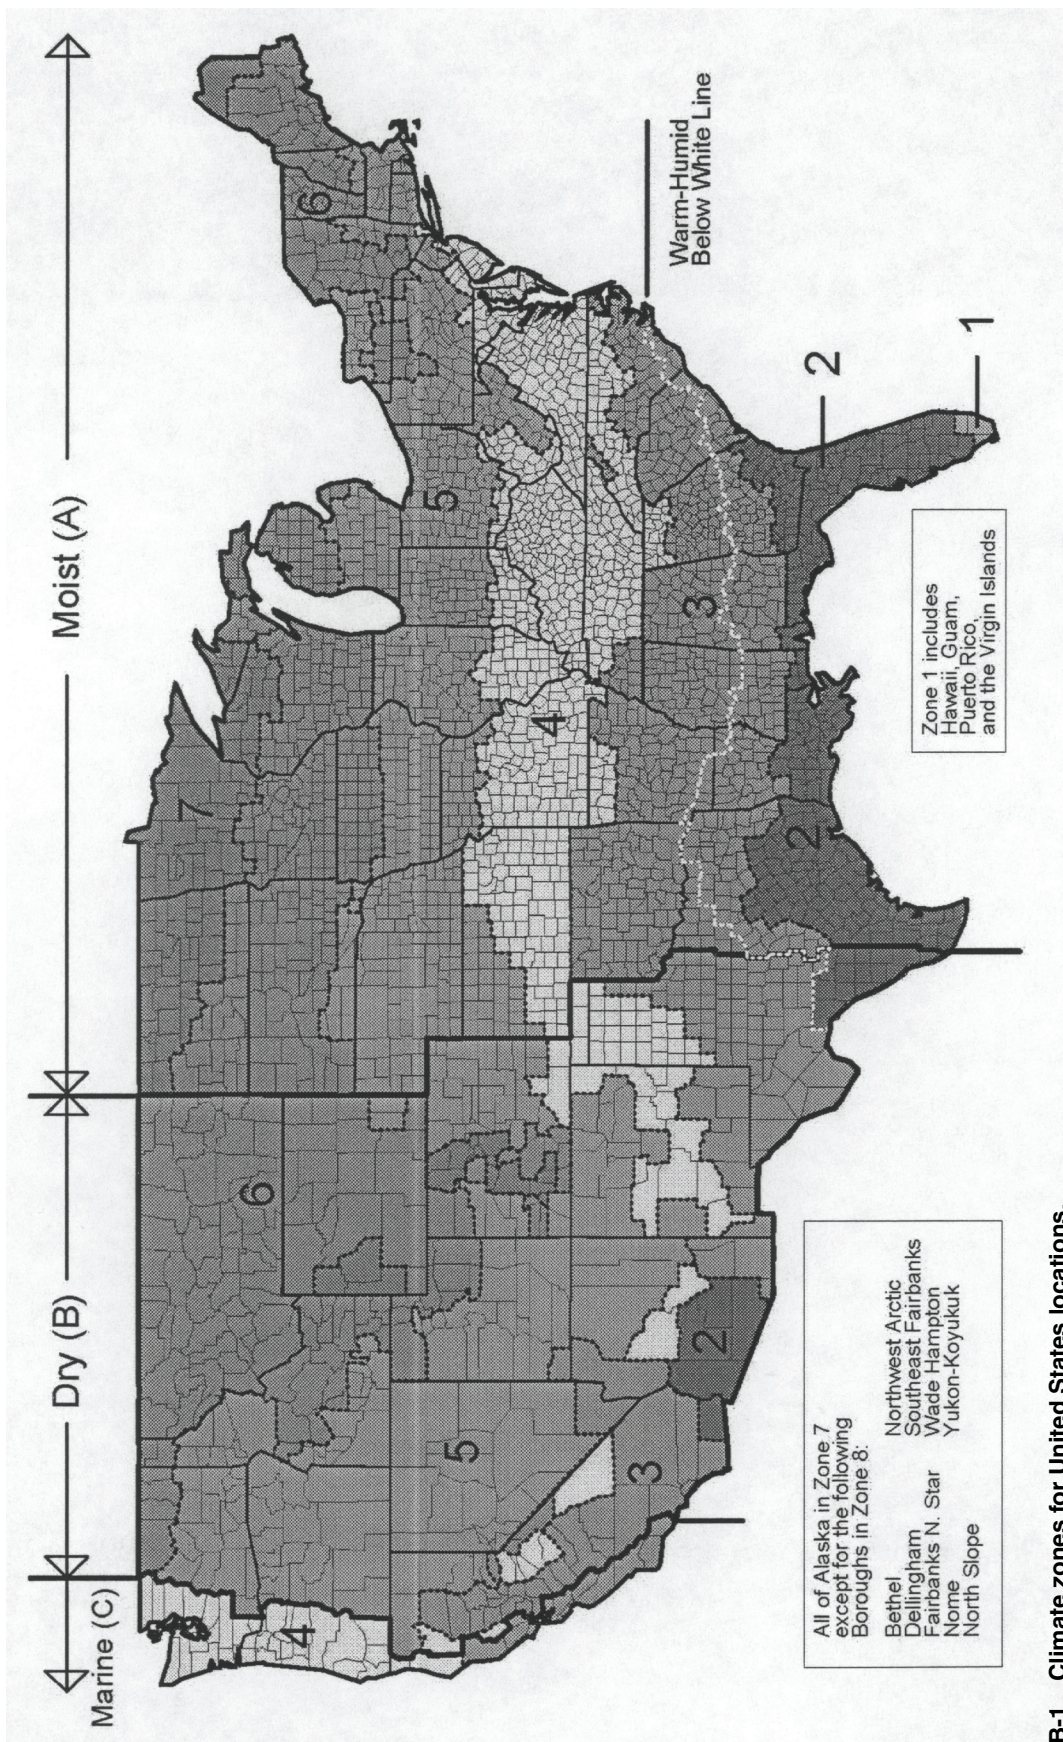 Marine (C)
Dry (B)
Moist (A)
7
6
6
5
5
4
4
3
3
2
2
2
1
Warm-Humid
Below White Line
All of Alaska in Zone 7
except for the following
Boroughs in Zone 8:
Bethel
Dellingham
Fairbanks N. Star
Nome
North Slope
Northwest Arctic
Southeast Fairbanks
Wade Hampton
Yukon-Koyukuk
Zone 1 includes
Hawaii, Guam,
Puerto Rico,
and the Virgin Islands
B-1 Climate zones for United States locations.